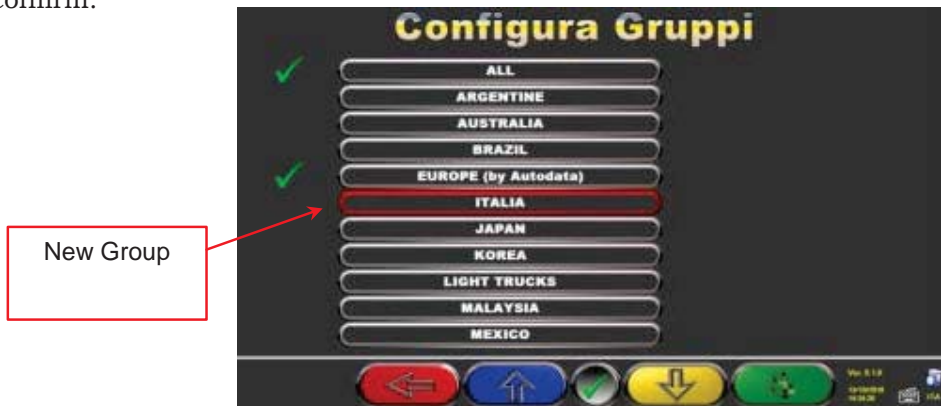 confirm.
Configura Gruppi
ALL
ARGENTINE
AUSTRALIA
BRAZIL
EUROPE (by Autodata)
ITALIA
New Group
JAPAN
KOREA
LIGHT TRUCKS
MALAYSIA
MEXICO